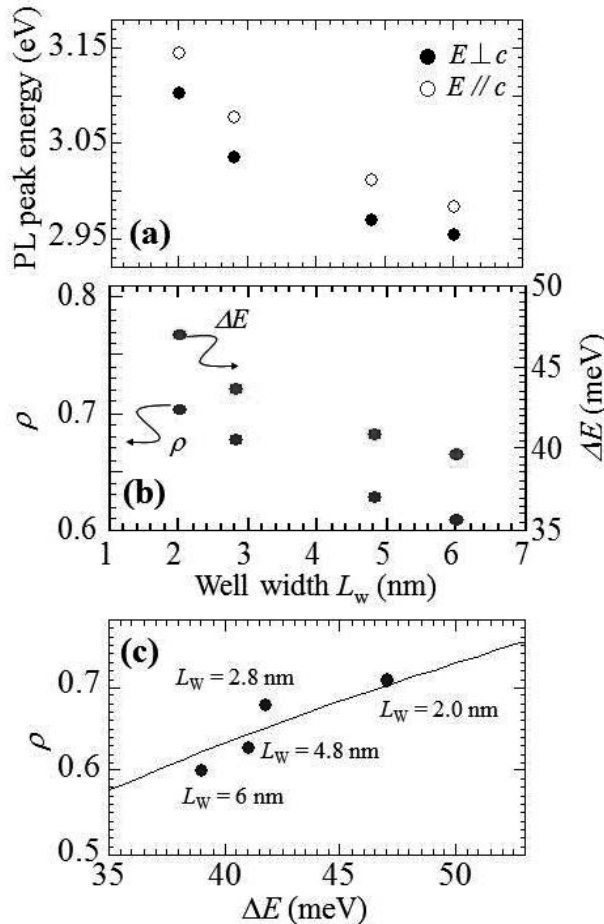 PL peak energy (eV)
3.15
3.05
2.95
E ⊥ c
E // c
(a)
ρ
0.8
0.7
0.6
ΔE
ρ
(b)
50
45
40
35
ΔE (meV)
1 2 3 4 5 6 7
Well width Lw (nm)
(c)
ρ
0.7
0.6
0.5
LW = 2.8 nm
LW = 2.0 nm
LW = 4.8 nm
LW = 6 nm
35 40 45 50
ΔE (meV)